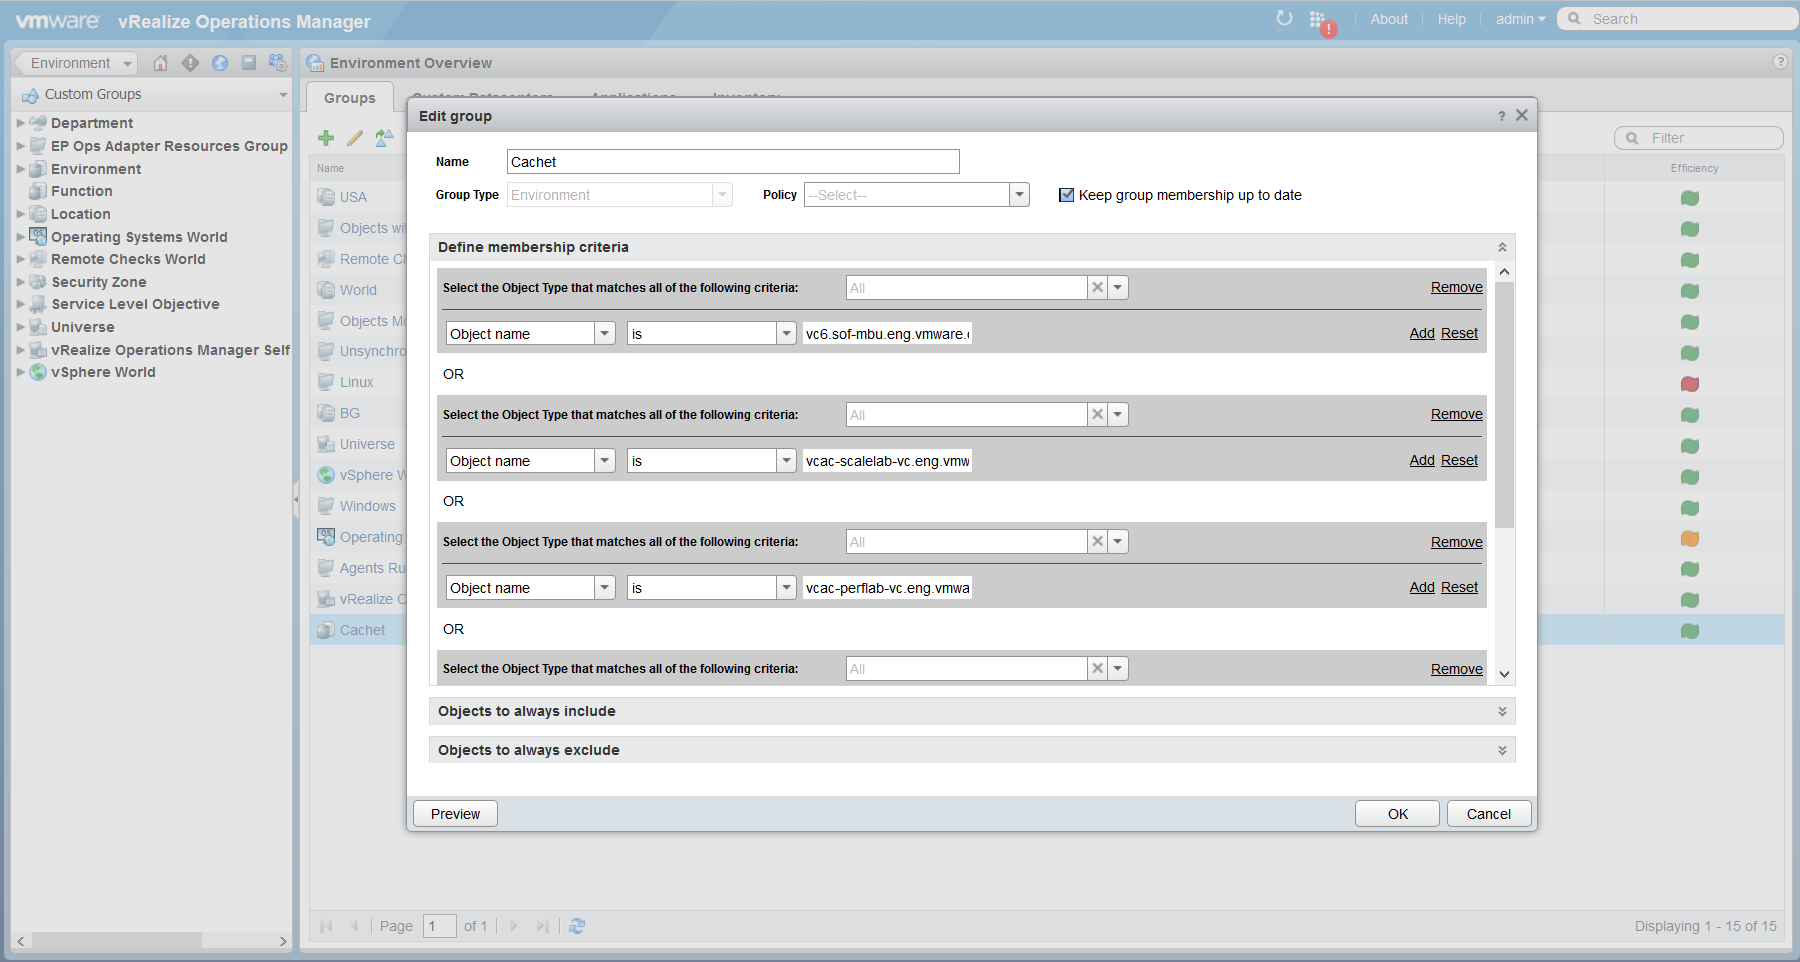 vmware vRealize Operations Manager
About Help admin Search
Environment
Custom Groups
Department
EP Ops Adapter Resources Group
Environment
Function
Location
Operating Systems World
Remote Checks World
Security Zone
Service Level Objective
Universe
vRealize Operations Manager Self
vSphere World
Environment Overview
Groups Custom Datacenters Applications Inventory
Filter
Name Efficiency
USA
Objects wi
Remote Ch
World
Objects Mo
Unsynchro
Linux
BG
Universe
vSphere W
Windows
Operating
Agents Ru
vRealize O
Cachet
Page 1 of 1
Displaying 1 - 15 of 15
Edit group
Name Cachet
Group Type Environment Policy --Select-- Keep group membership up to date
Define membership criteria
Select the Object Type that matches all of the following criteria: All Remove
Object name is vc6.sof-mbu.eng.vmware.c Add Reset
OR
Select the Object Type that matches all of the following criteria: All Remove
Object name is vcac-scalelab-vc.eng.vmw Add Reset
OR
Select the Object Type that matches all of the following criteria: All Remove
Object name is vcac-perflab-vc.eng.vmwa Add Reset
OR
Select the Object Type that matches all of the following criteria: All Remove
Objects to always include
Objects to always exclude
Preview OK Cancel